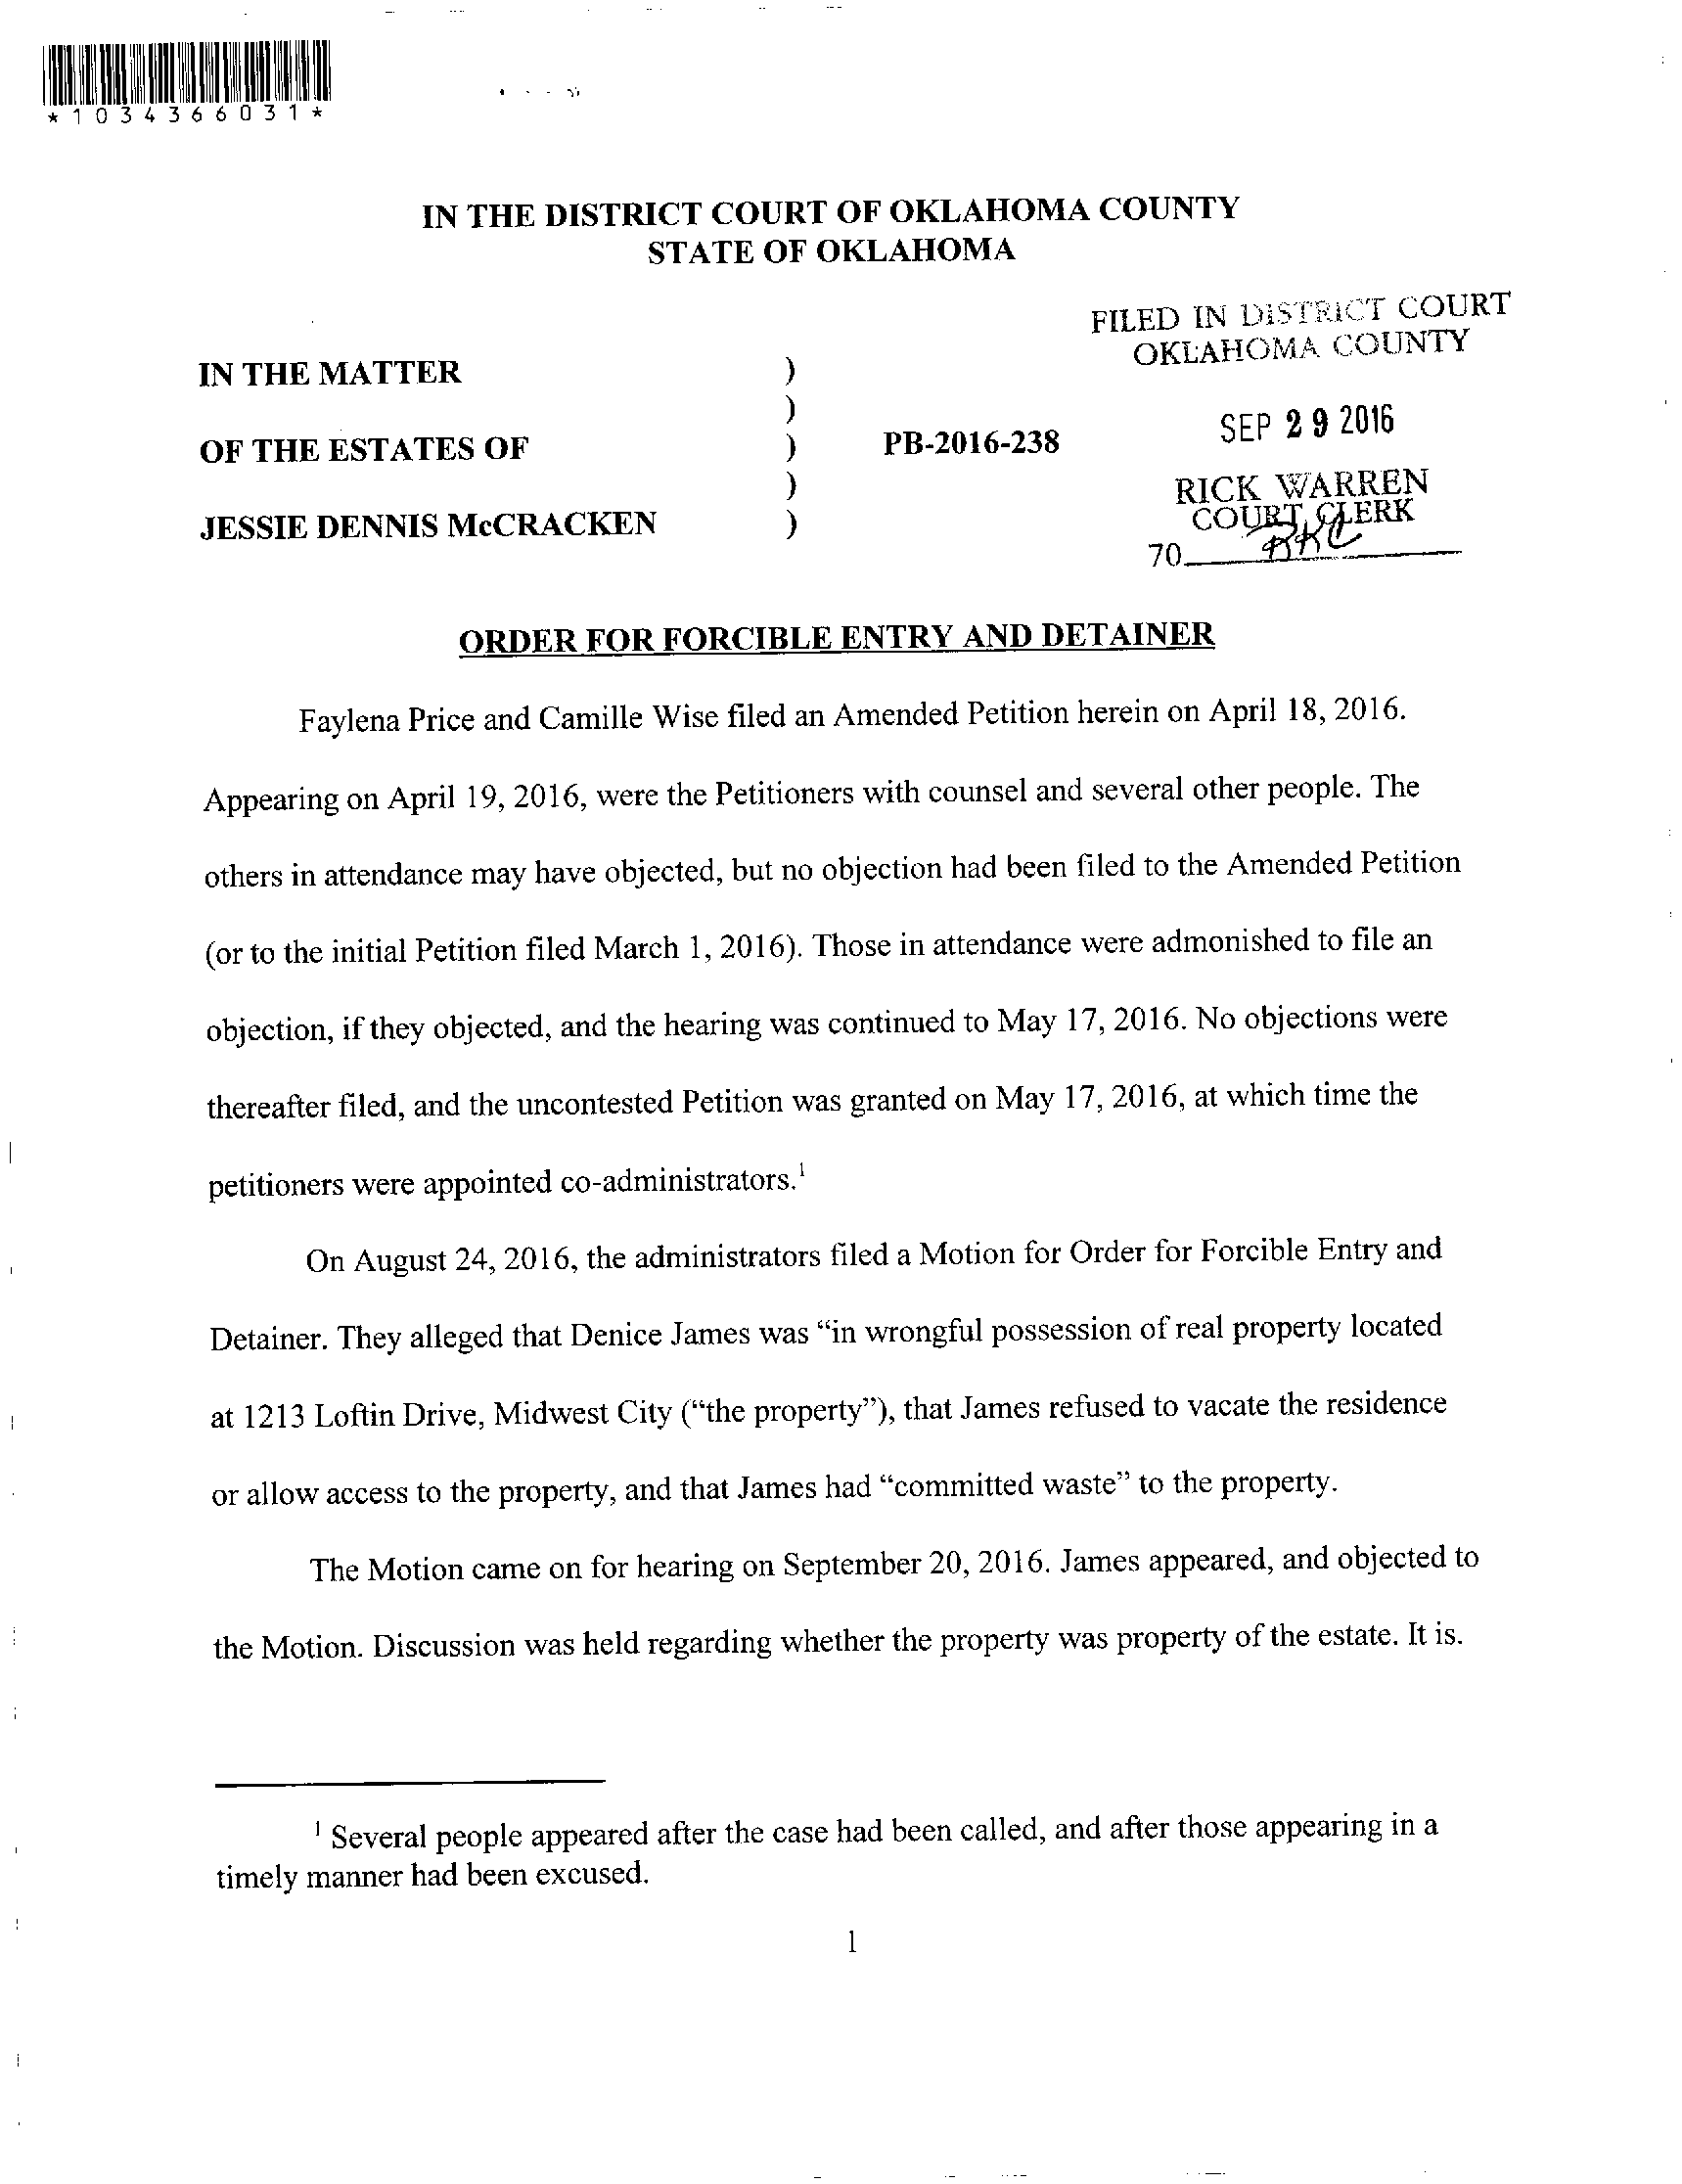 *1034366031*
IN THE DISTRICT COURT OF OKLAHOMA COUNTY
STATE OF OKLAHOMA
FILED IN DISTRICT COURT
OKLAHOMA COUNTY
IN THE MATTER )
)
SEP 29 2016
OF THE ESTATES OF ) PB-2016-238
)
RICK WARREN
COURT CLERK
JESSIE DENNIS McCRACKEN )
70
ORDER FOR FORCIBLE ENTRY AND DETAINER
Faylena Price and Camille Wise filed an Amended Petition herein on April 18, 2016.
Appearing on April 19, 2016, were the Petitioners with counsel and several other people. The
others in attendance may have objected, but no objection had been filed to the Amended Petition
(or to the initial Petition filed March 1, 2016). Those in attendance were admonished to file an
objection, if they objected, and the hearing was continued to May 17, 2016. No objections were
thereafter filed, and the uncontested Petition was granted on May 17, 2016, at which time the
petitioners were appointed co-administrators.¹
On August 24, 2016, the administrators filed a Motion for Order for Forcible Entry and
Detainer. They alleged that Denice James was “in wrongful possession of real property located
at 1213 Loftin Drive, Midwest City (“the property”), that James refused to vacate the residence
or allow access to the property, and that James had “committed waste” to the property.
The Motion came on for hearing on September 20, 2016. James appeared, and objected to
the Motion. Discussion was held regarding whether the property was property of the estate. It is.
¹ Several people appeared after the case had been called, and after those appearing in a
timely manner had been excused.
1